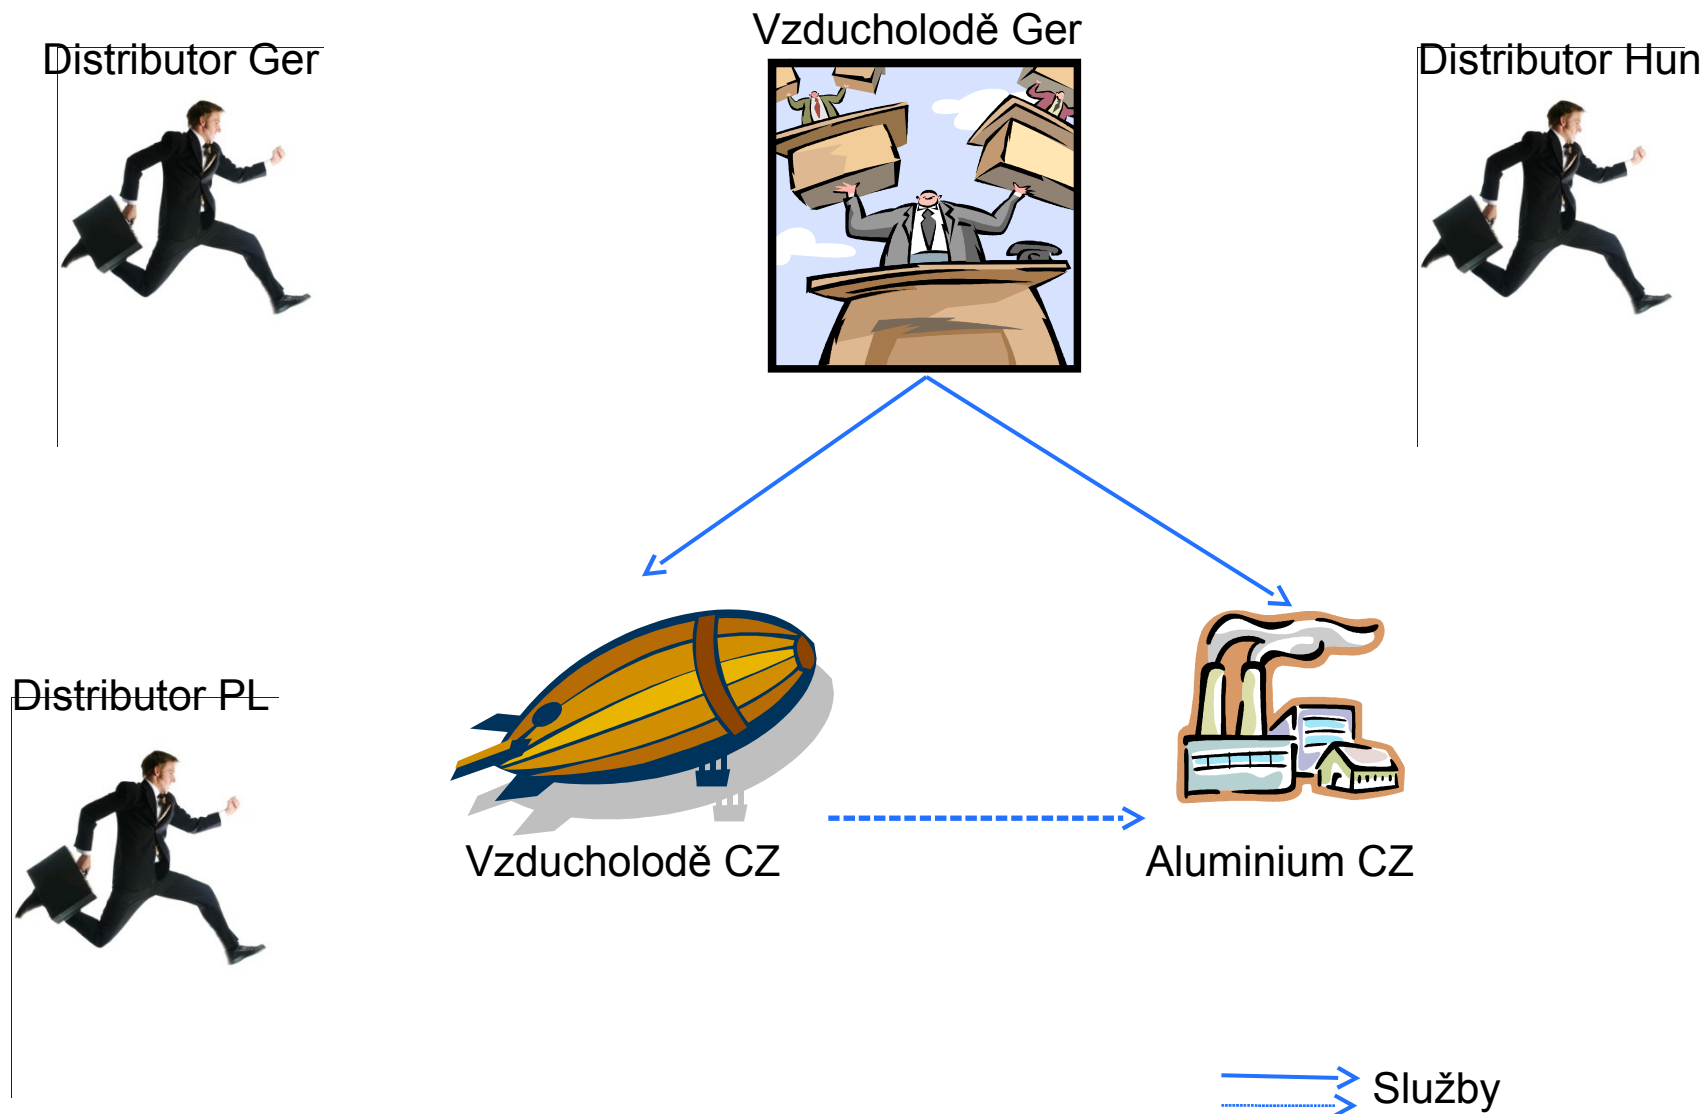 Vzducholodě Ger
Distributor Ger
Distributor Hun
Distributor PL
Vzducholodě CZ
Aluminium CZ
Služby